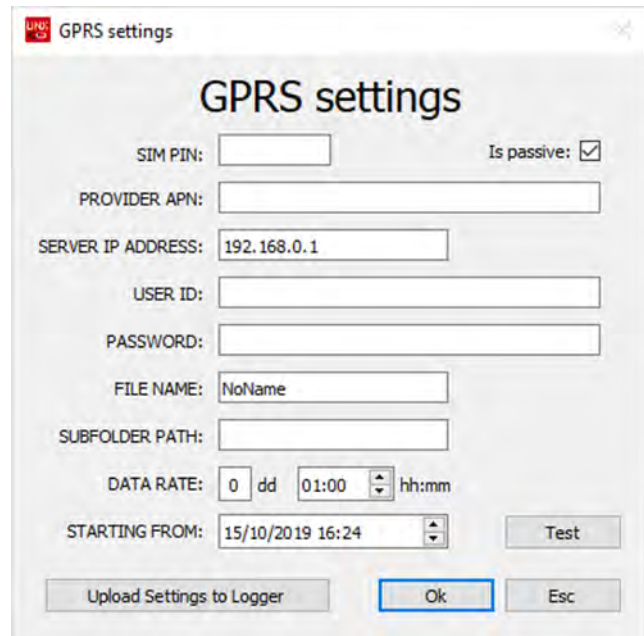 GPRS settings
GPRS settings
SIM PIN: Is passive:
PROVIDER APN:
SERVER IP ADDRESS: 192.168.0.1
USER ID:
PASSWORD:
FILE NAME: NoName
SUBFOLDER PATH:
DATA RATE: 0 dd 01:00 hh:mm
STARTING FROM: 15/10/2019 16:24 Test
Upload Settings to Logger Ok Esc